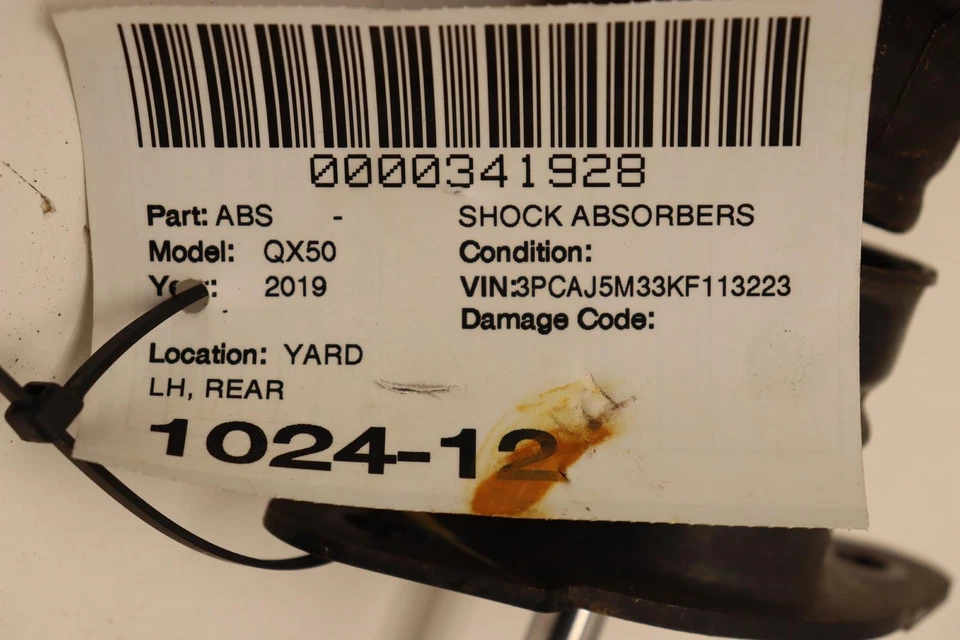 0000341928
Part: ABS - SHOCK ABSORBERS
Model: QX50 Condition:
2019 VIN:3PCAJ5M33KF113223
Damage Code:
Location: YARD
LH, REAR
1024-12